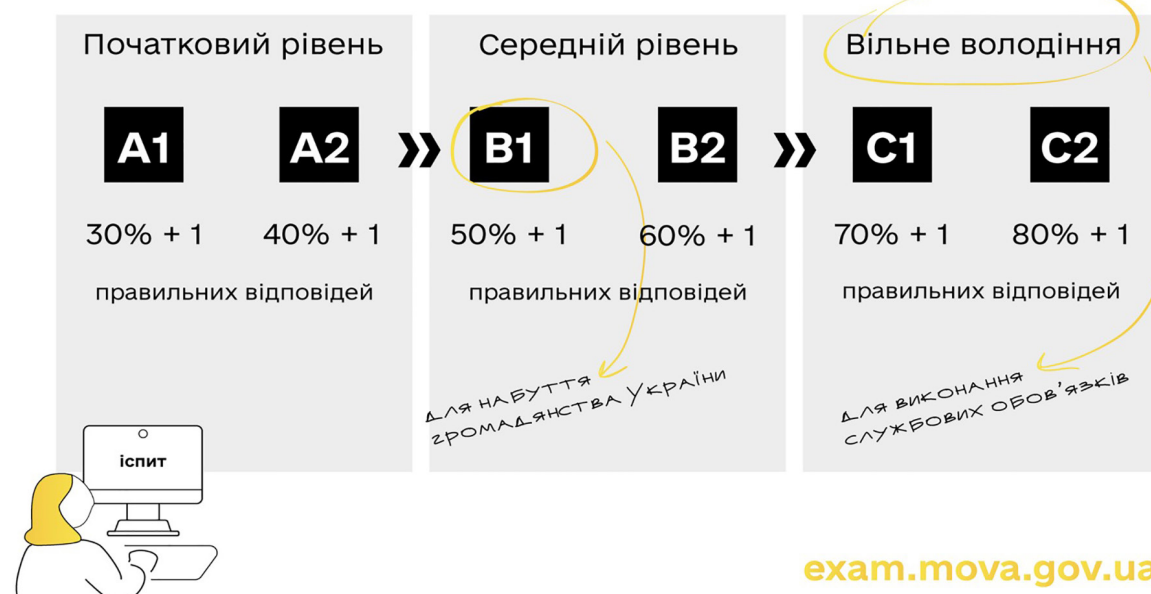 Початковий рівень
A1 A2
30% + 1 40% + 1
правильних відповідей
»
Середній рівень
B1 B2
50% + 1 60% + 1
правильних відповідей
для набуття
громадянства України
»
Вільне володіння
C1 C2
70% + 1 80% + 1
правильних відповідей
для виконання
службових обов'язків
іспит
exam.mova.gov.ua